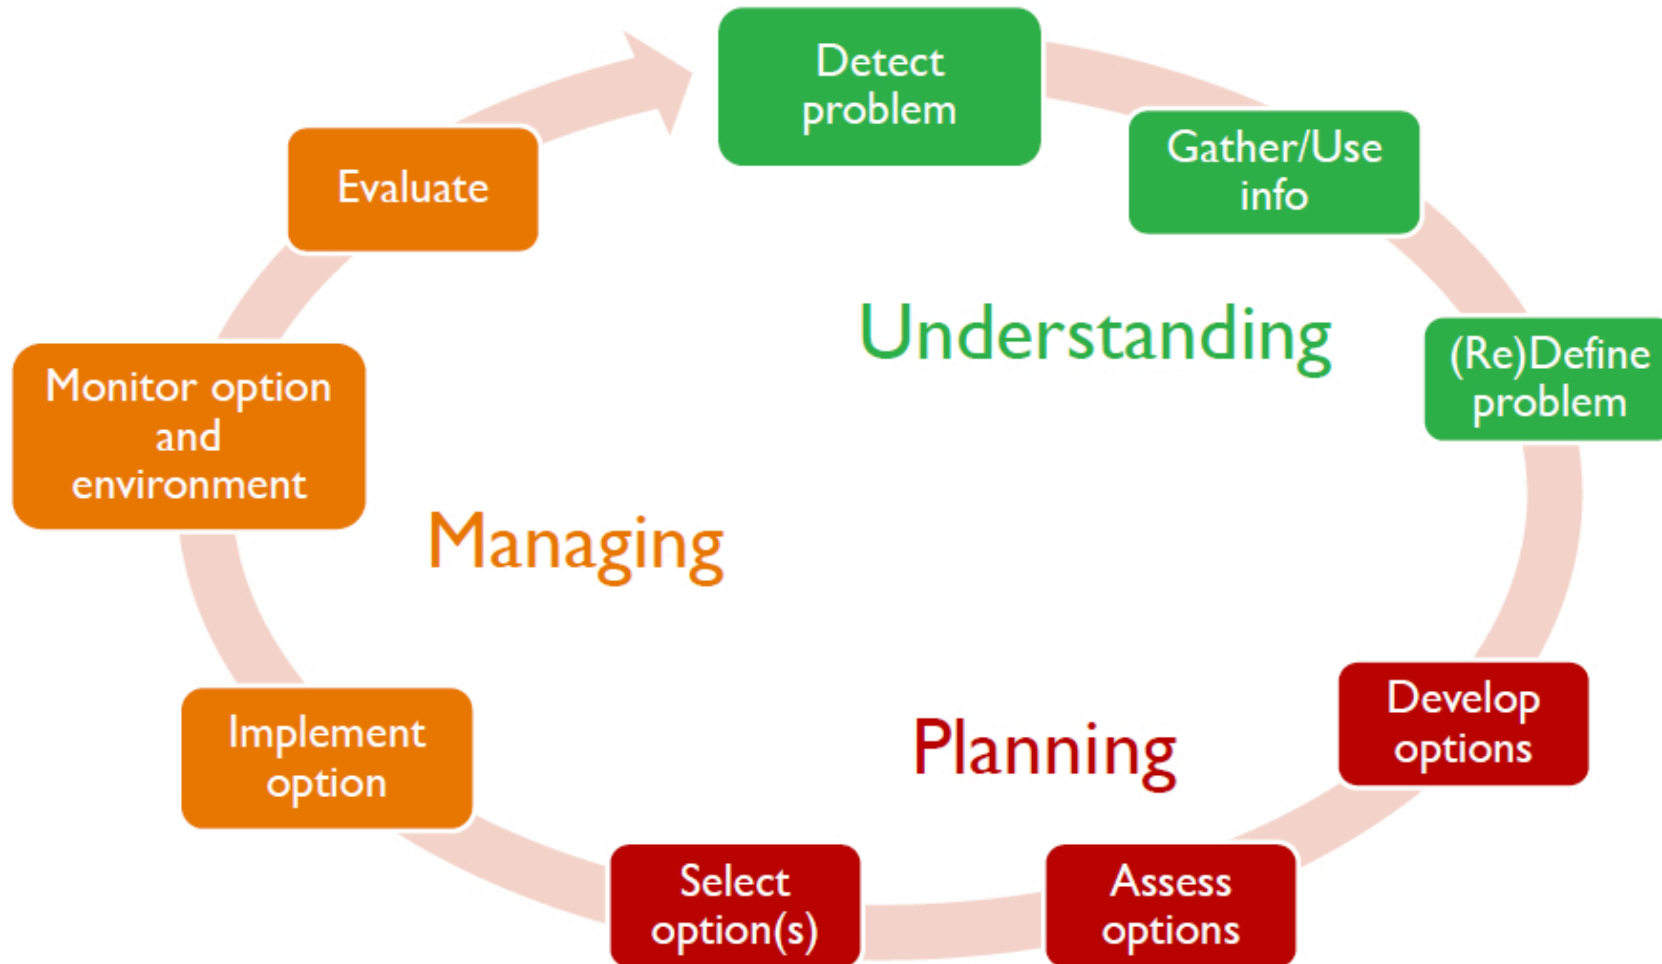 Detect
problem
Gather/Use
info
(Re)Define
problem
Develop
options
Assess
options
Select
option(s)
Implement
option
Monitor option
and
environment
Evaluate
Understanding
Planning
Managing